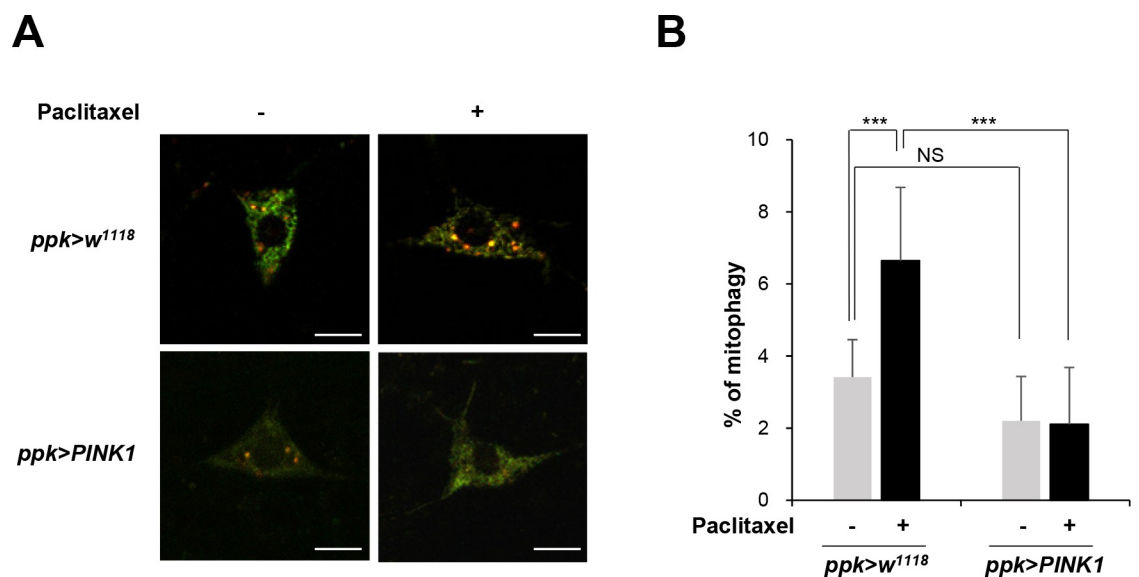 A
B
Paclitaxel - +
ppk>w1118
ppk>PINK1
% of mitophagy
10
8
6
4
2
0
*** ***
NS
Paclitaxel - + - +
ppk>w1118 ppk>PINK1